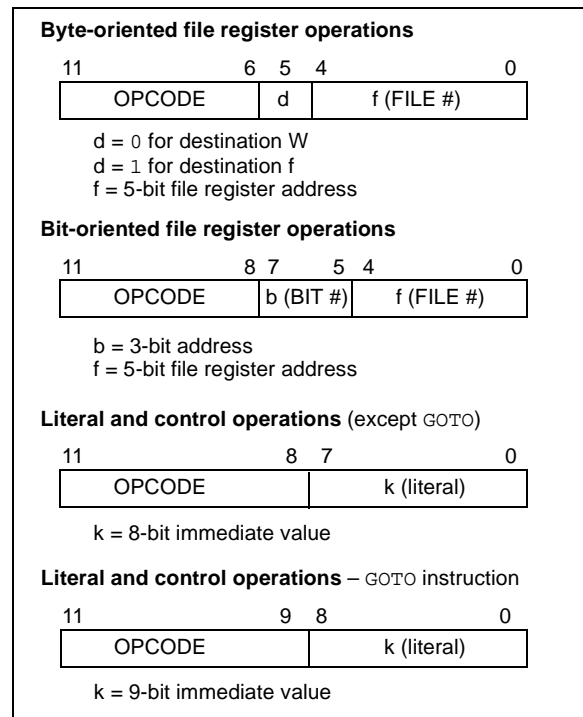 Byte-oriented file register operations
11 6 5 4 0
OPCODE d f (FILE #)
d = 0 for destination W
d = 1 for destination f
f = 5-bit file register address
Bit-oriented file register operations
11 8 7 5 4 0
OPCODE b (BIT #) f (FILE #)
b = 3-bit address
f = 5-bit file register address
Literal and control operations (except GOTO)
11 8 7 0
OPCODE k (literal)
k = 8-bit immediate value
Literal and control operations – GOTO instruction
11 9 8 0
OPCODE k (literal)
k = 9-bit immediate value